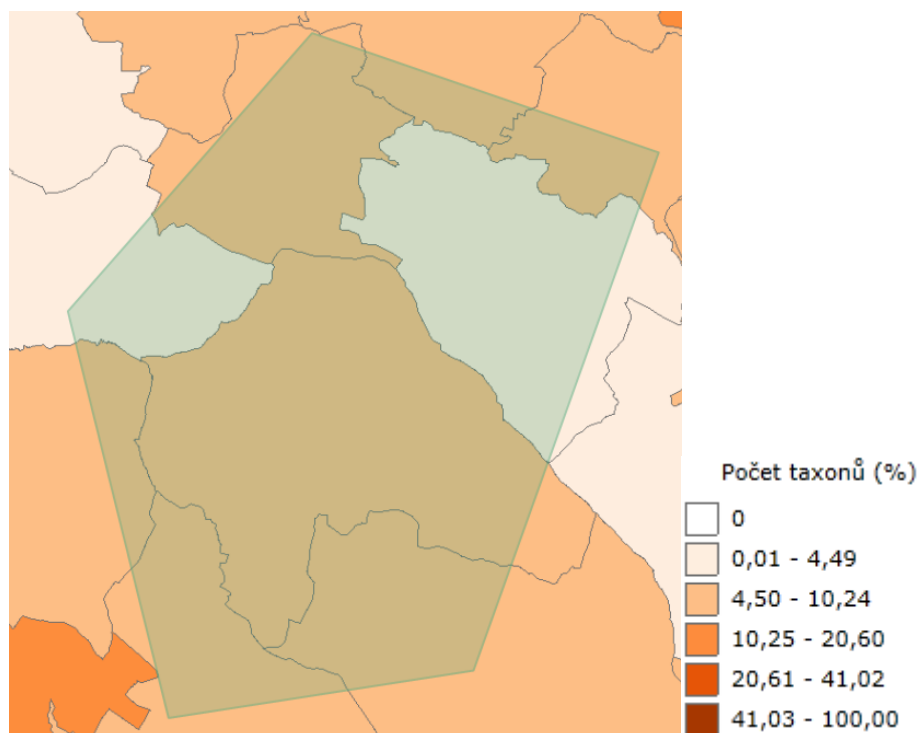 Počet taxonů (%)
0
0,01 - 4,49
4,50 - 10,24
10,25 - 20,60
20,61 - 41,02
41,03 - 100,00